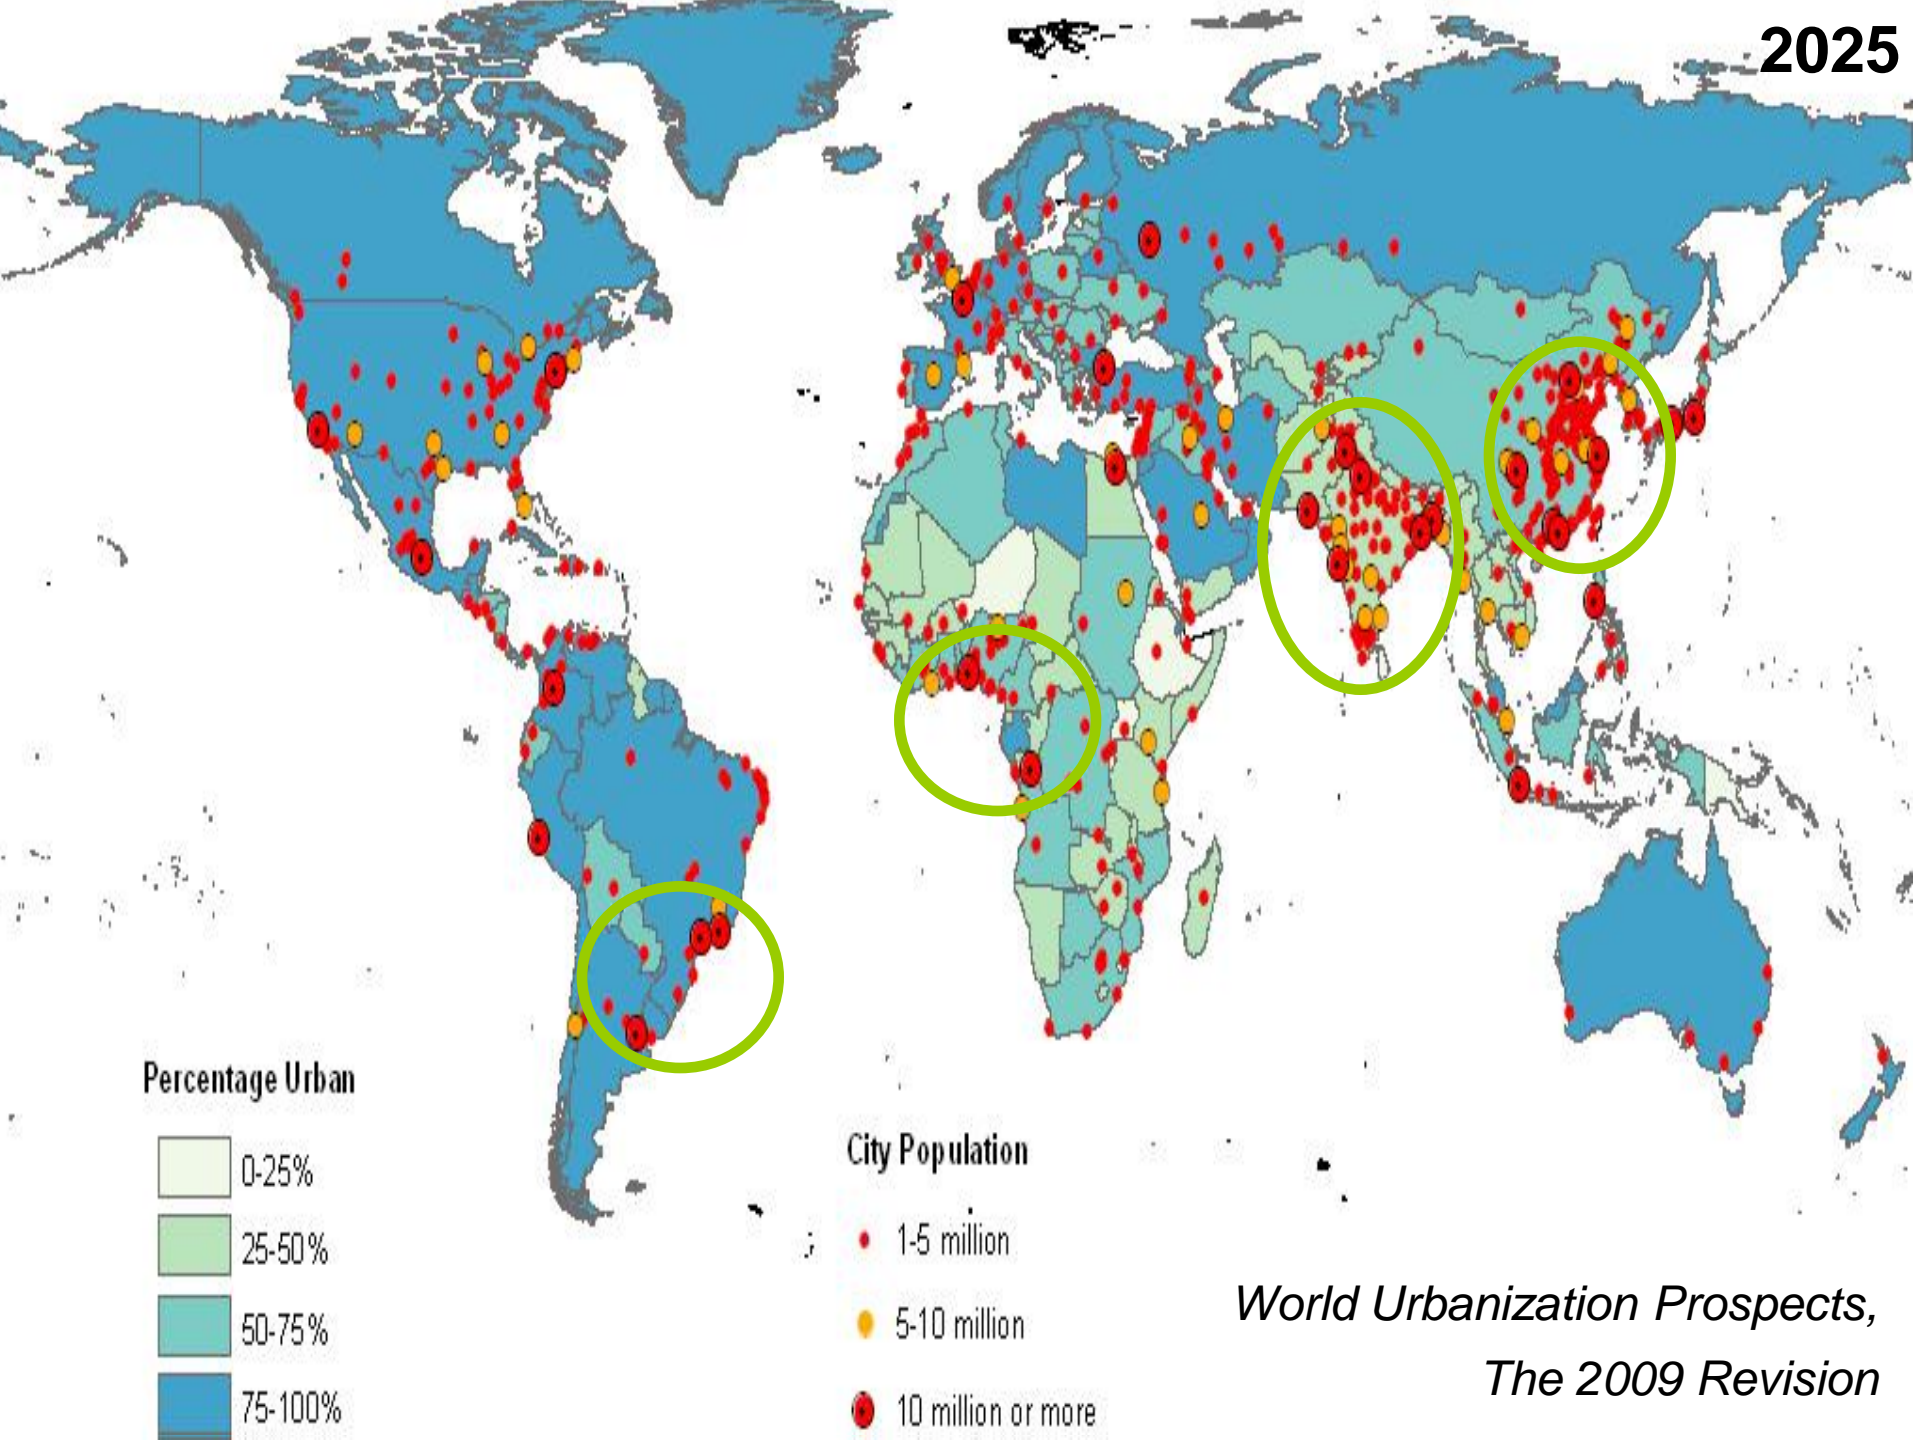 2025
Percentage Urban
0-25%
25-50%
50-75%
75-100%
City Population
1-5 million
5-10 million
10 million or more
World Urbanization Prospects,
The 2009 Revision